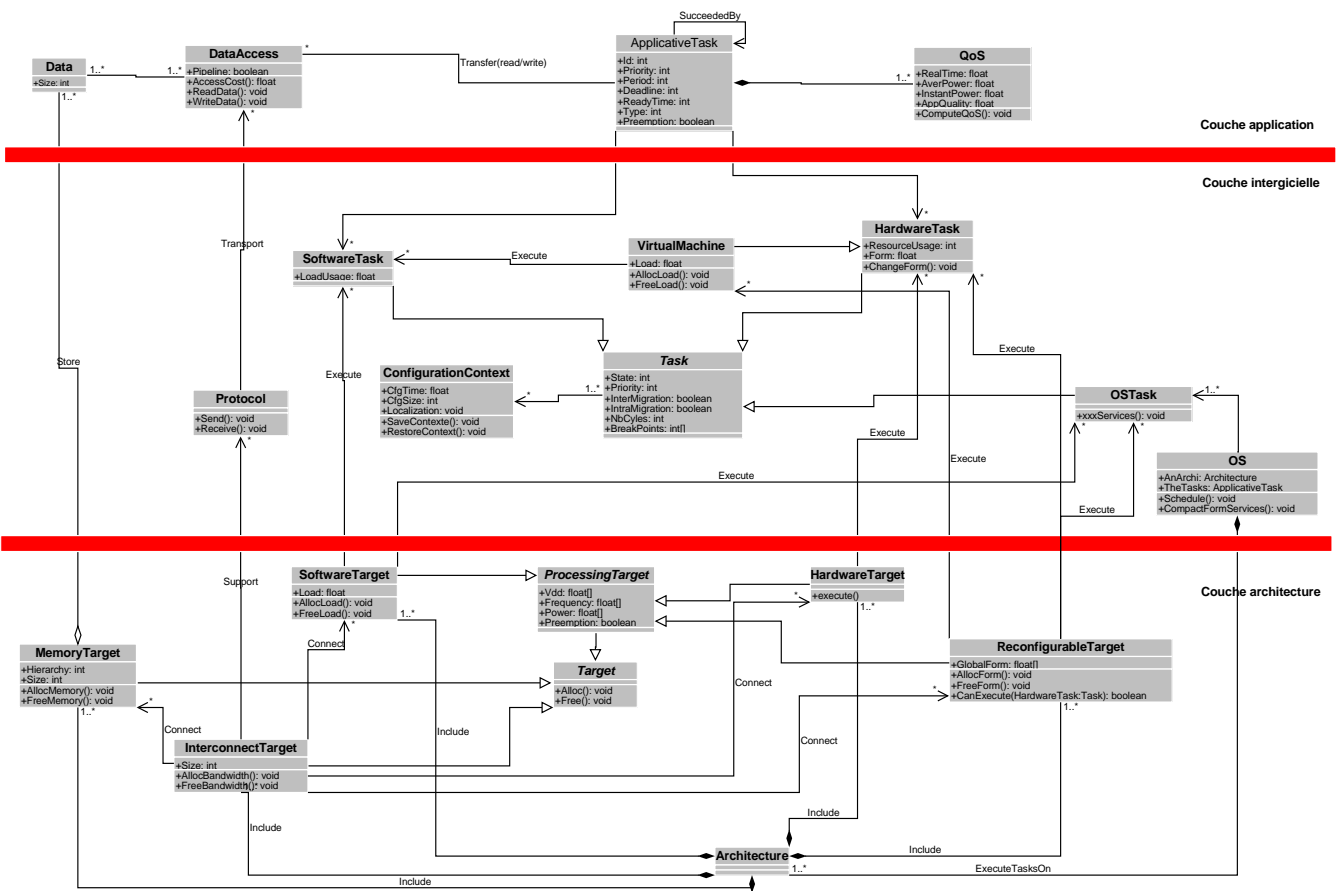 SucceededBy
ApplicativeTask
+Id: int
+Priority: int
+Period: int
+Deadline: int
+ReadyTime: int
+Type: int
+Preemption: boolean
DataAccess
+Pipeline: boolean
+AccessCost(): float
+ReadData(): void
+WriteData(): void
*
Transfer(read/write)
Data
+Size: int
1..*
1..*
1..*
*
QoS
+RealTime: float
+AverPower: float
+InstantPower: float
+AppQuality: float
+ComputeQoS(): void
1..*
Couche application
Couche intergicielle
Transport
SoftwareTask
+LoadUsage: float
*
*
*
Execute
VirtualMachine
+Load: float
+AllocLoad(): void
+FreeLoad(): void
*
HardwareTask
+ResourceUsage: int
+Form: float
+ChangeForm(): void
*
*
*
Store
Execute
Execute
ConfigurationContext
+CfgTime: float
+CfgSize: int
+Localization: void
+SaveContexte(): void
+RestoreContext(): void
*
1..*
Task
+State: int
+Priority: int
+InterMigration: boolean
+IntraMigration: boolean
+NbCyles: int
+BreakPoints: int[]
Protocol
+Send(): void
+Receive(): void
*
OSTask
+xxxServices(): void
1..*
*
*
Execute
Execute
Execute
Execute
OS
+AnArchi: Architecture
+TheTasks: ApplicativeTask
+Schedule(): void
+CompactFormServices(): void
Couche architecture
Support
SoftwareTarget
+Load: float
+AllocLoad(): void
+FreeLoad(): void
*
1..*
Connect
ProcessingTarget
+Vdd: float[]
+Frequency: float[]
+Power: float[]
+Preemption: boolean
HardwareTarget
+execute()
*
1..*
Target
+Alloc(): void
+Free(): void
MemoryTarget
+Hierarchy: int
+Size: int
+AllocMemory(): void
+FreeMemory(): void
1..*
*
Connect
ReconfigurableTarget
+GlobalForm: float[]
+AllocForm(): void
+FreeForm(): void
+CanExecute(HardwareTask:Task): boolean
*
1..*
Connect
Connect
InterconnectTarget
+Size: int
+AllocBandwidth(): void
+FreeBandwidth(): void
Include
Include
Include
Include
Include
Architecture
1..*
ExecuteTasksOn